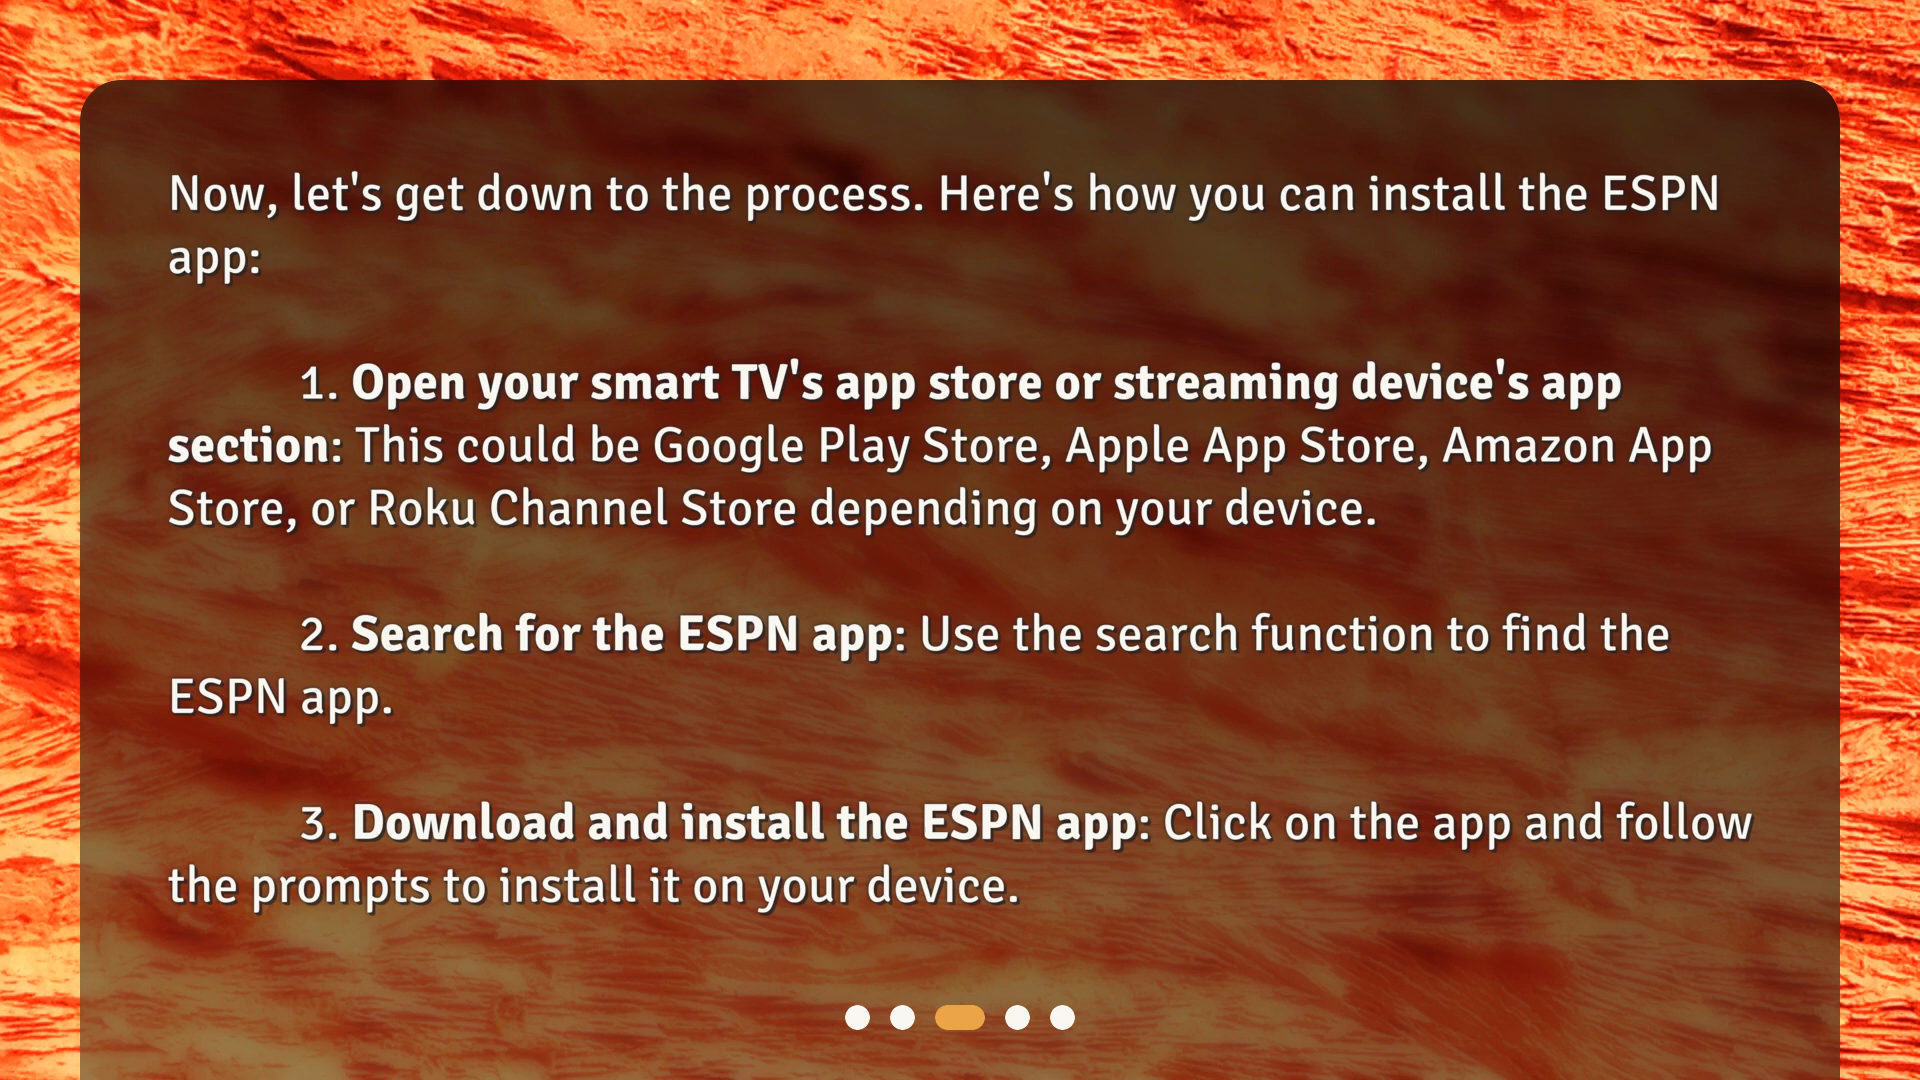 Now, let's get down to the process. Here's how you can install the ESPN
app:
1. Open your smart TV's app store or streaming device's app
section: This could be Google Play Store, Apple App Store, Amazon App
Store, or Roku Channel Store depending on your device.
2. Search for the ESPN app: Use the search function to find the
ESPN app.
3. Download and install the ESPN app: Click on the app and follow
the prompts to install it on your device.